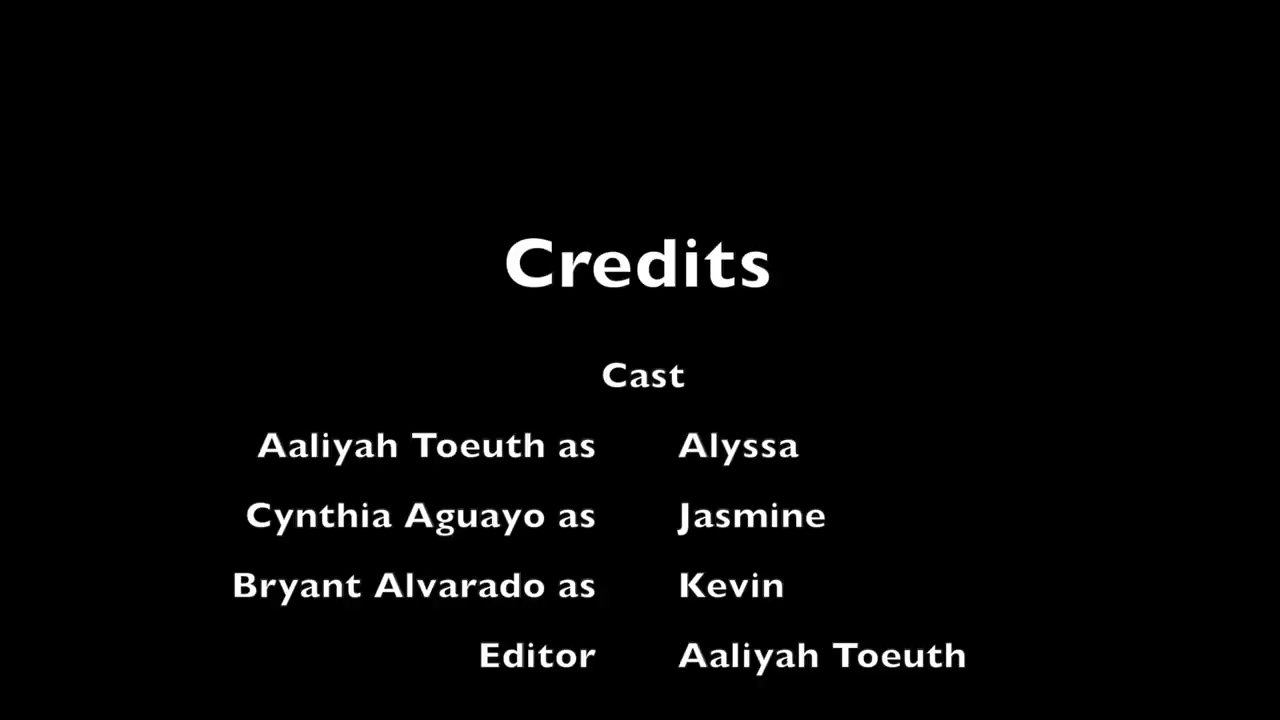 Credits
Cast
Aaliyah Toeuth as Alyssa
Cynthia Aguayo as Jasmine
Bryant Alvarado as Kevin
Editor Aaliyah Toeuth